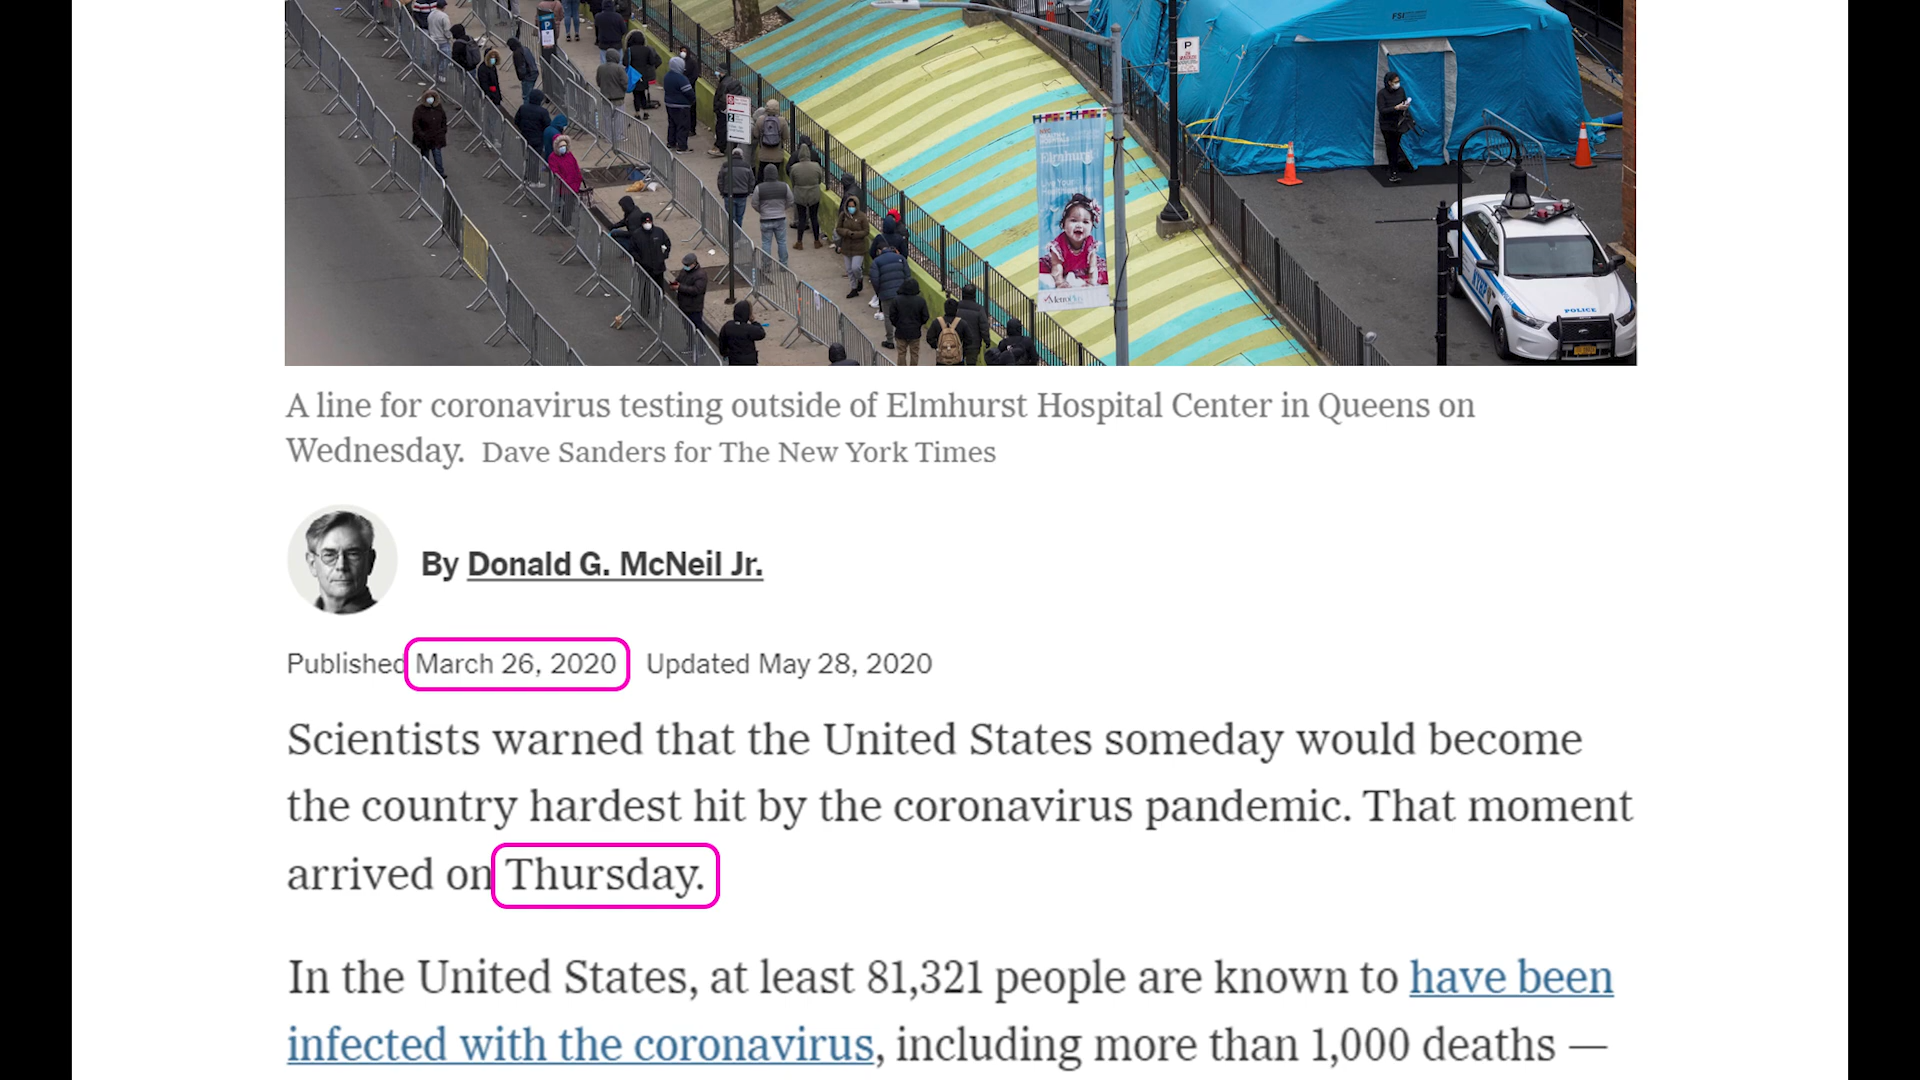 FSI
P
Elmhurst
MetroPlus
POLICE
A line for coronavirus testing outside of Elmhurst Hospital Center in Queens on
Wednesday. Dave Sanders for The New York Times
By Donald G. McNeil Jr.
Published March 26, 2020 Updated May 28, 2020
Scientists warned that the United States someday would become
the country hardest hit by the coronavirus pandemic. That moment
arrived on Thursday.
In the United States, at least 81,321 people are known to have been
infected with the coronavirus, including more than 1,000 deaths —